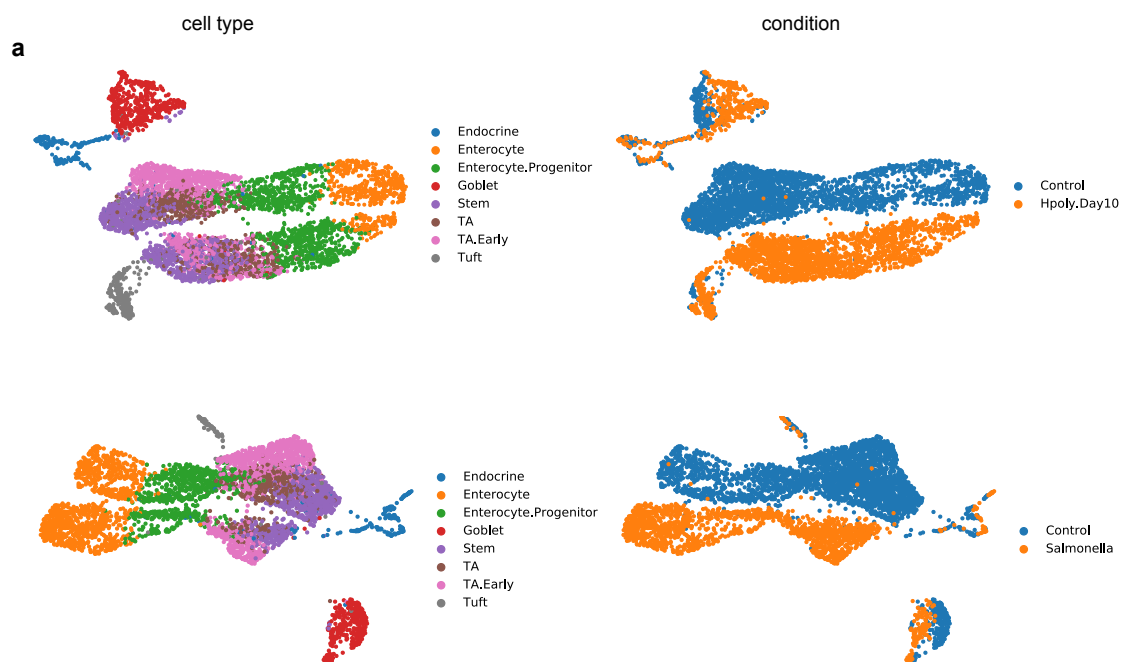 cell type
condition
a
Endocrine
Enterocyte
Enterocyte.Progenitor
Goblet
Stem
TA
TA.Early
Tuft
Control
Hpoly.Day10
Endocrine
Enterocyte
Enterocyte.Progenitor
Goblet
Stem
TA
TA.Early
Tuft
Control
Salmonella